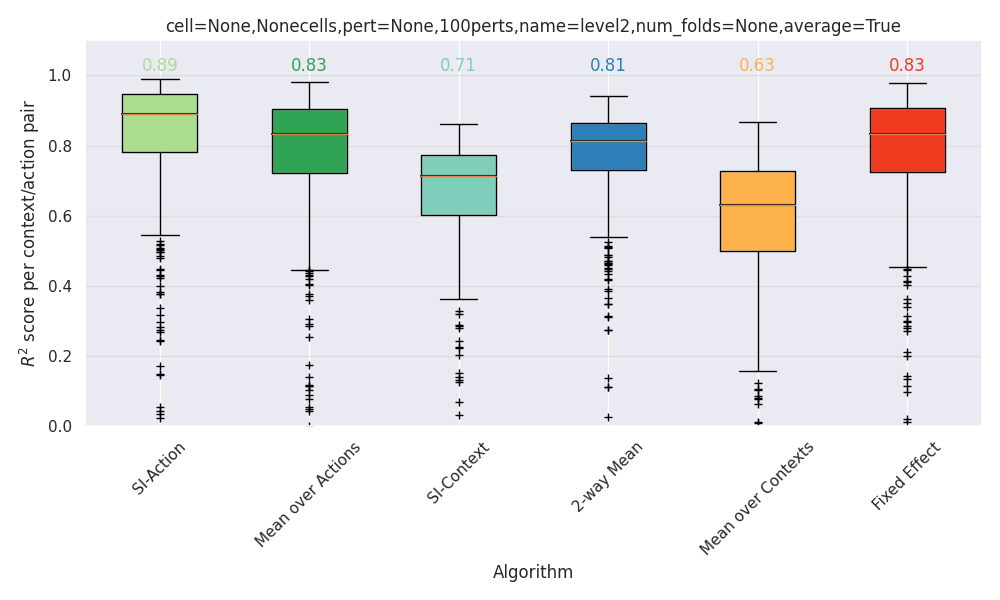 cell=None,Nonecells,pert=None,100perts,name=level2,num_folds=None,average=True
0.89 0.83 0.71 0.81 0.63 0.83
1.0
0.8
0.6
0.4
0.2
0.0
R² score per context/action pair
SI-Action
Mean over Actions
SI-Context
2-way Mean
Mean over Contexts
Fixed Effect
Algorithm